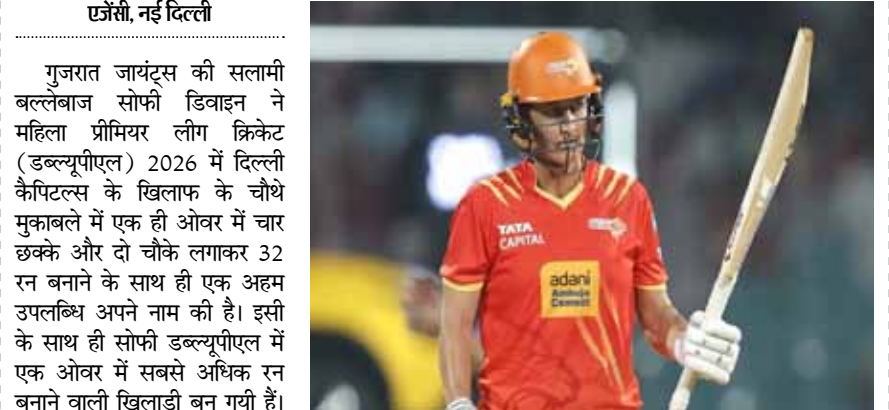 एजेंसी, नई दिल्ली
गुजरात जायंट्स की सलामी
बल्लेबाज सोफी डिवाइन ने
महिला प्रीमियर लीग क्रिकेट
(डब्ल्यूपीएल) 2026 में दिल्ली
कैपिटल्स के खिलाफ के चौथे
मुकाबले में एक ही ओवर में चार
छक्के और दो चौके लगाकर 32
रन बनाने के साथ ही एक अहम
उपलब्धि अपने नाम की है। इसी
के साथ ही सोफी डब्ल्यूपीएल में
एक ओवर में सबसे अधिक रन
बनाने वाली खिलाड़ी बन गयी हैं।
TATA
CAPITAL
adani
Ambuja
Cement